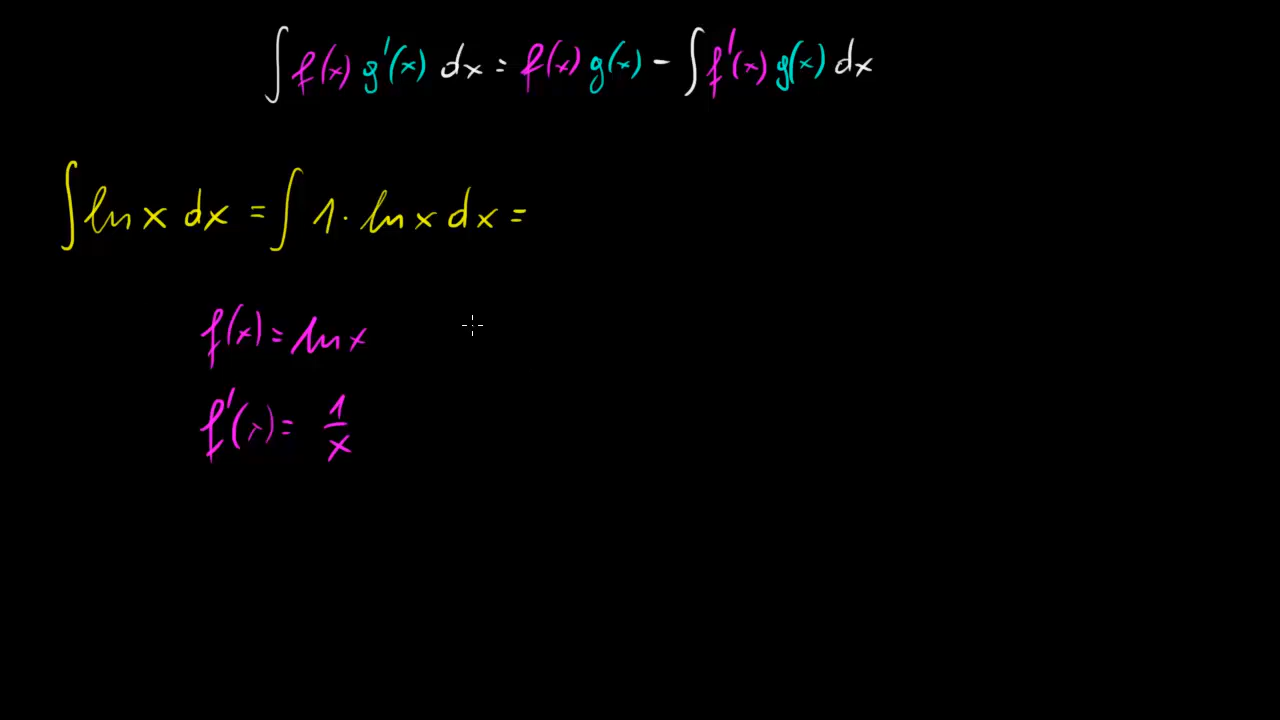 ∫ f(x) g'(x) dx = f(x) g(x) - ∫ f'(x) g(x) dx
∫ ln x dx = ∫ 1 · ln x dx =
f(x) = ln x
f'(x) = 1/x